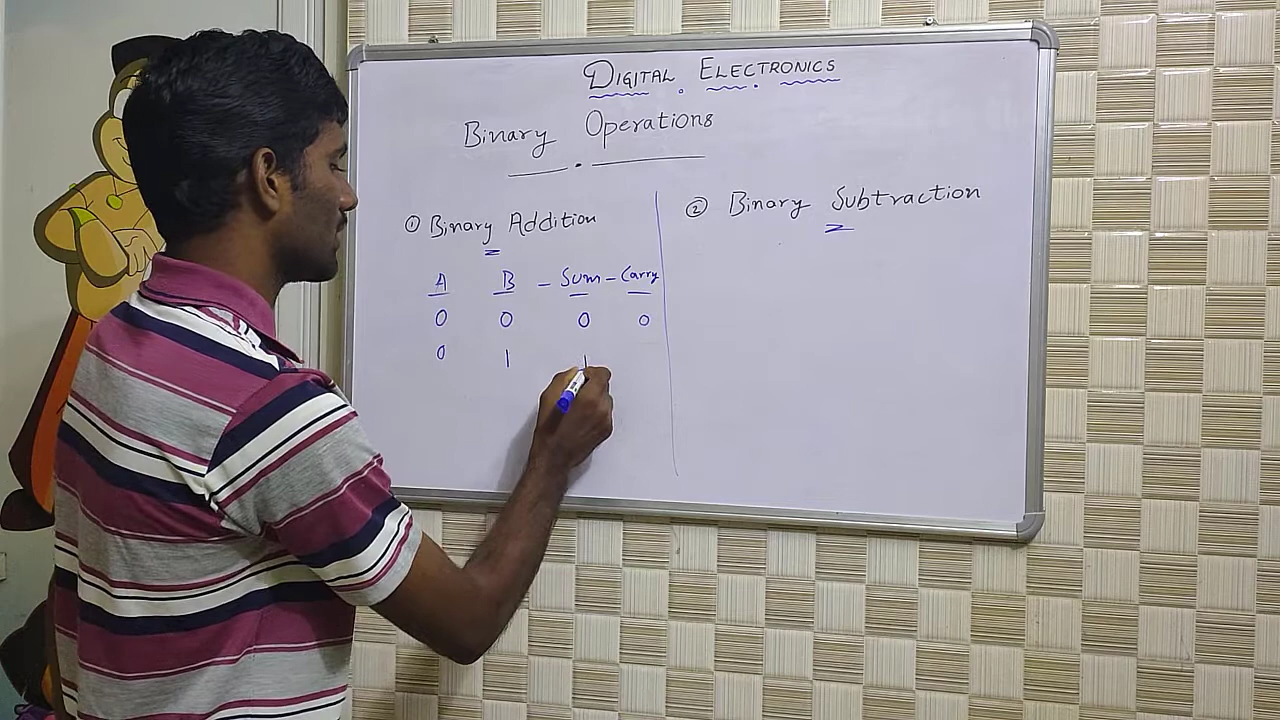 DIGITAL ELECTRONICS
Binary Operations
① Binary Addition
A B - Sum - Carry
0 0 0 0
0 1 1
② Binary Subtraction